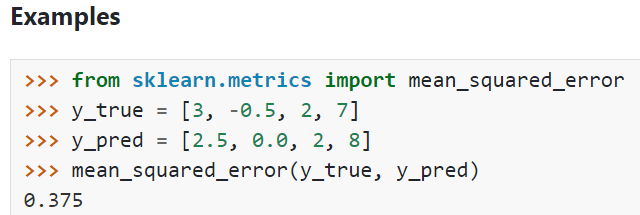 Examples
>>> from sklearn.metrics import mean_squared_error
>>> y_true = [3, -0.5, 2, 7]
>>> y_pred = [2.5, 0.0, 2, 8]
>>> mean_squared_error(y_true, y_pred)
0.375